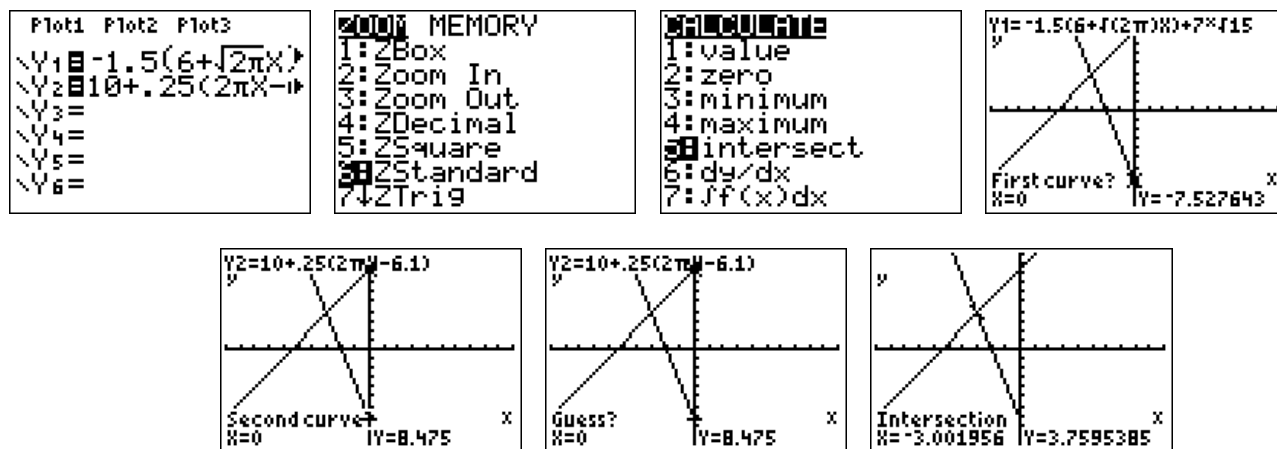 Plot1 Plot2 Plot3
\Y1=-1.5(6+√2πX)
\Y2=10+.25(2πX-
\Y3=
\Y4=
\Y5=
\Y6=
ZOOM MEMORY
1:ZBox
2:Zoom In
3:Zoom Out
4:ZDecimal
5:ZSquare
6:ZStandard
7↓ZTrig
CALCULATE
1:value
2:zero
3:minimum
4:maximum
5:intersect
6:dy/dx
7:∫f(x)dx
Y1=-1.5(6+√(2π)X)+7ˣ√15
y
First curve?
X
X=0 Y=-7.527643
Y2=10+.25(2πX-6.1)
y
Second curve?
X
X=0 Y=8.475
Y2=10+.25(2πX-6.1)
y
Guess?
X
X=0 Y=8.475
y
Intersection
X
X=-3.001956 Y=3.7595385